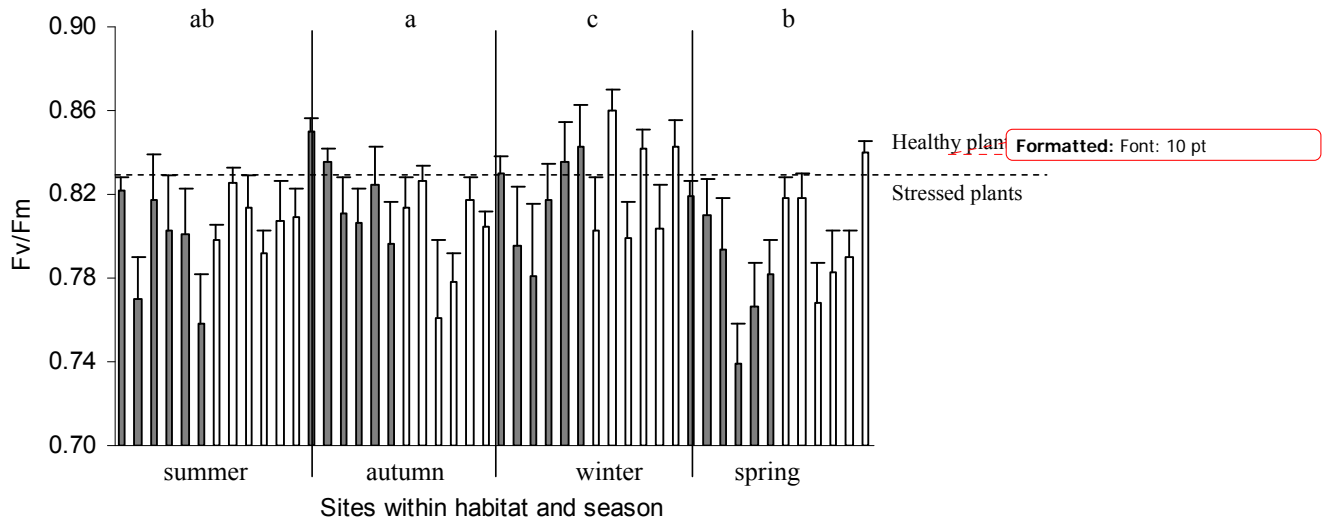 ab a c b
0.90
0.86
0.82
0.78
0.74
0.70
Fv/Fm
Healthy plan
Formatted: Font: 10 pt
Stressed plants
summer autumn winter spring
Sites within habitat and season